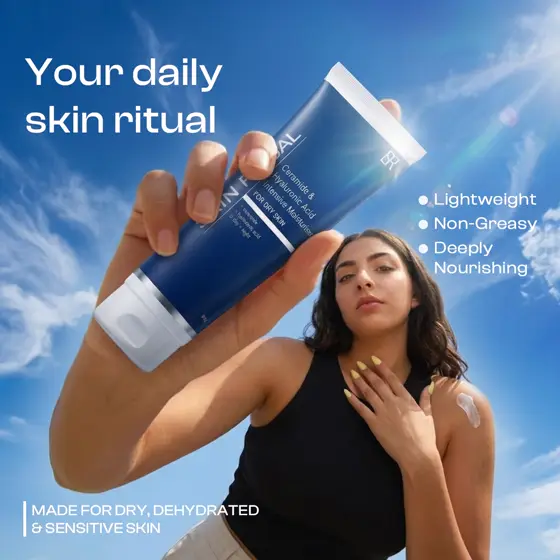 Your daily
skin ritual
Ceramide &
Hyaluronic Acid
Intensive Moisturiser
FOR DRY SKIN
Lightweight
Non-Greasy
Deeply
Nourishing
MADE FOR DRY, DEHYDRATED
& SENSITIVE SKIN